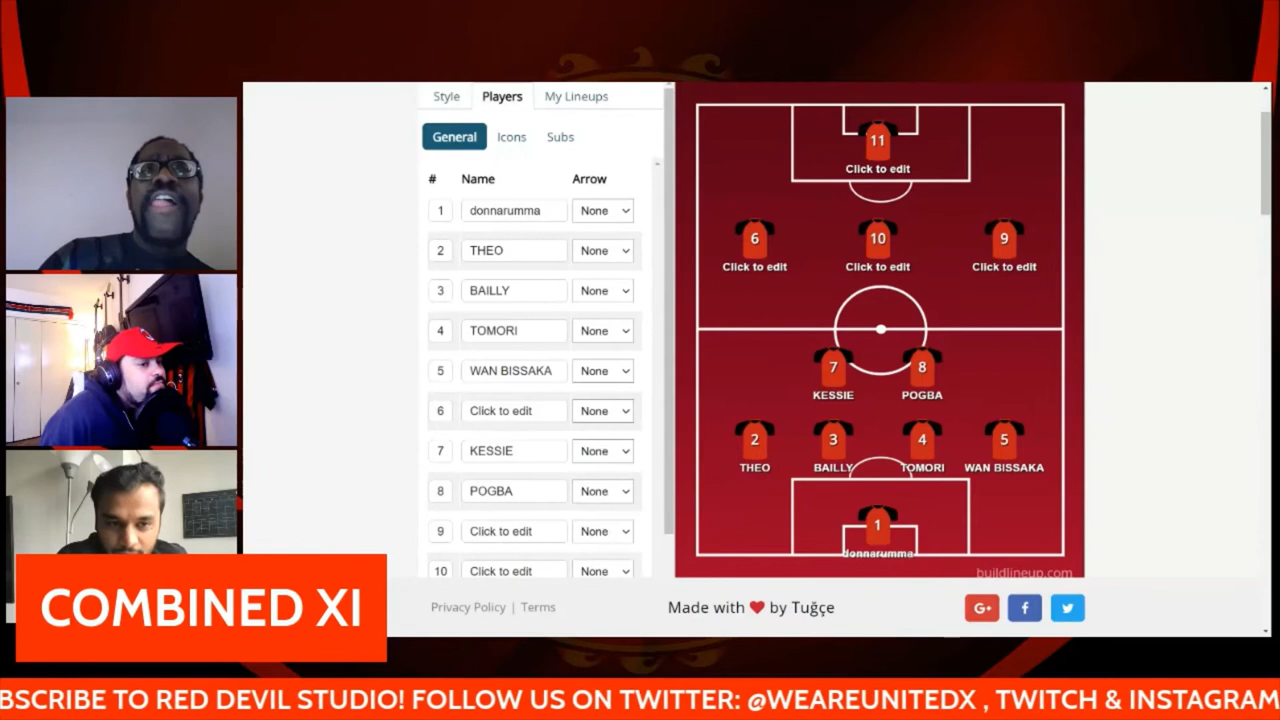 Style Players My Lineups
General Icons Subs
# Name Arrow
1 donnarumma None
2 THEO None
3 BAILLY None
4 TOMORI None
5 WAN BISSAKA None
6 Click to edit None
7 KESSIE None
8 POGBA None
9 Click to edit None
10 Click to edit None
11
Click to edit
6 10 9
Click to edit Click to edit Click to edit
7 8
KESSIE POGBA
2 3 4 5
THEO BAILLY TOMORI WAN BISSAKA
1
donnarumma
buildlineup.com
Privacy Policy | Terms
Made with ❤ by Tuğçe
G+ f
COMBINED XI
BSCRIBE TO RED DEVIL STUDIO! FOLLOW US ON TWITTER: @WEAREUNITEDX , TWITCH & INSTAGRAM